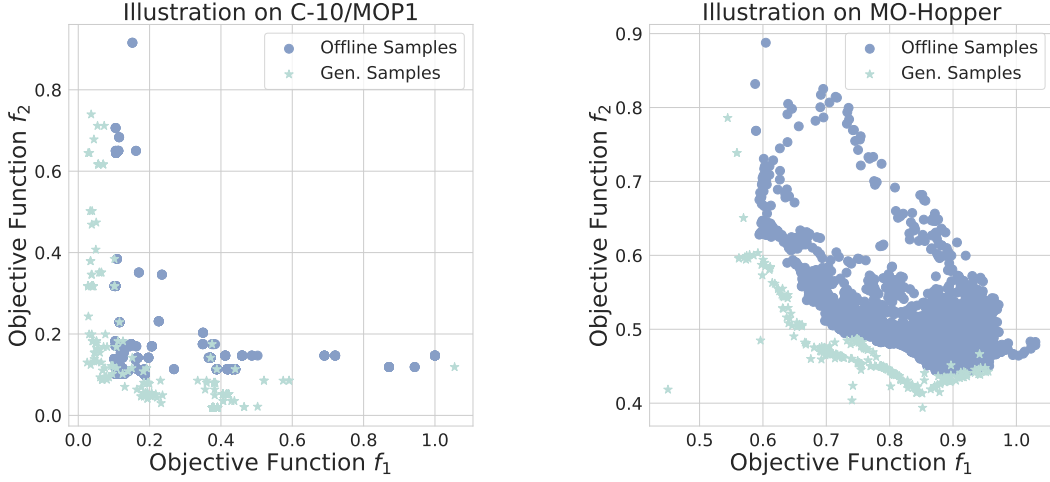 Illustration on C-10/MOP1
Offline Samples
Gen. Samples
Objective Function f₂
0.8
0.6
0.4
0.2
0.0
0.0 0.2 0.4 0.6 0.8 1.0
Objective Function f₁
Illustration on MO-Hopper
Offline Samples
Gen. Samples
Objective Function f₂
0.9
0.8
0.7
0.6
0.5
0.4
0.5 0.6 0.7 0.8 0.9 1.0
Objective Function f₁